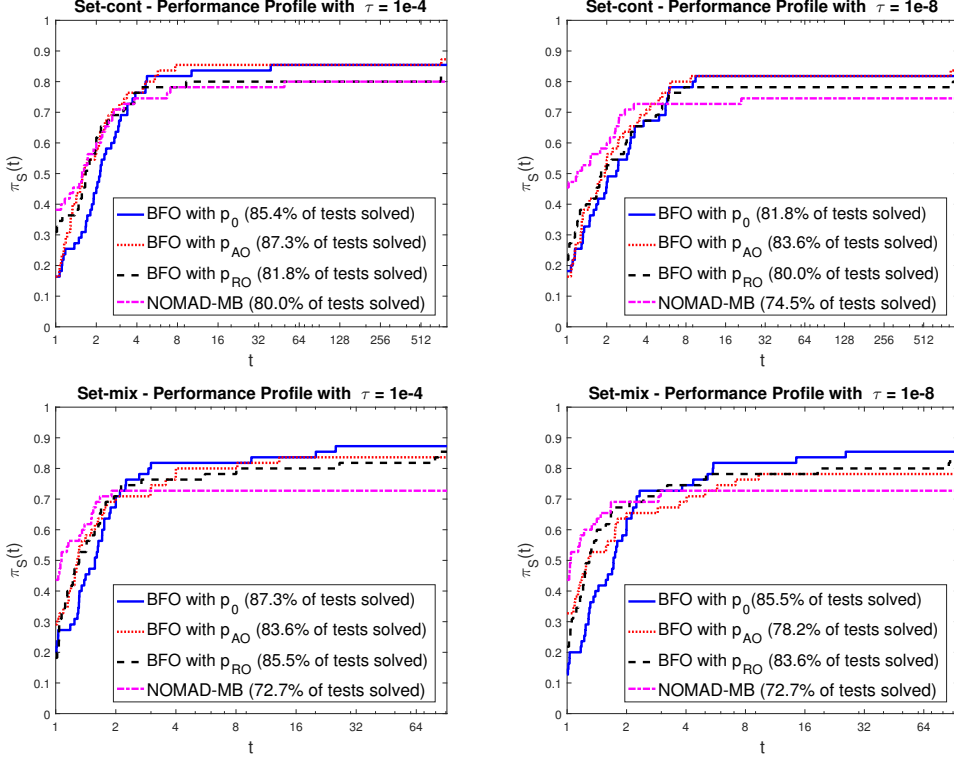 Set-cont - Performance Profile with τ = 1e-4
1
0.9
0.8
0.7
0.6
0.5
0.4
0.3
0.2
0.1
0
π_S(t)
BFO with p_0 (85.4% of tests solved)
BFO with p_AO (87.3% of tests solved)
BFO with p_RO (81.8% of tests solved)
NOMAD-MB (80.0% of tests solved)
1 2 4 8 16 32 64 128 256 512
t
Set-cont - Performance Profile with τ = 1e-8
1
0.9
0.8
0.7
0.6
0.5
0.4
0.3
0.2
0.1
0
π_S(t)
BFO with p_0 (81.8% of tests solved)
BFO with p_AO (83.6% of tests solved)
BFO with p_RO (80.0% of tests solved)
NOMAD-MB (74.5% of tests solved)
1 2 4 8 16 32 64 128 256 512
t
Set-mix - Performance Profile with τ = 1e-4
1
0.9
0.8
0.7
0.6
0.5
0.4
0.3
0.2
0.1
0
π_S(t)
BFO with p_0 (87.3% of tests solved)
BFO with p_AO (83.6% of tests solved)
BFO with p_RO (85.5% of tests solved)
NOMAD-MB (72.7% of tests solved)
1 2 4 8 16 32 64
t
Set-mix - Performance Profile with τ = 1e-8
1
0.9
0.8
0.7
0.6
0.5
0.4
0.3
0.2
0.1
0
π_S(t)
BFO with p_0(85.5% of tests solved)
BFO with p_AO (78.2% of tests solved)
BFO with p_RO (83.6% of tests solved)
NOMAD-MB (72.7% of tests solved)
1 2 4 8 16 32 64
t